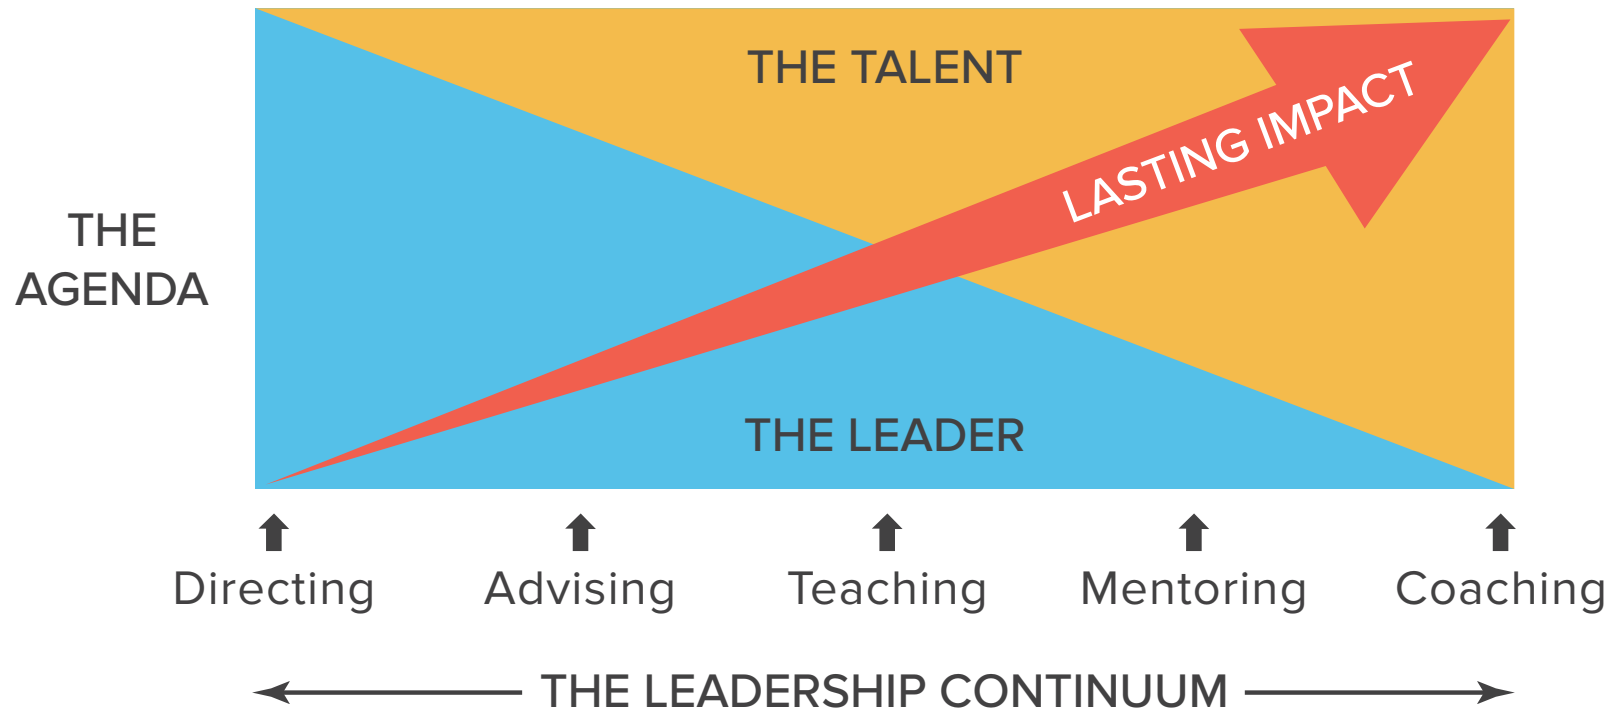 THE TALENT
LASTING IMPACT
THE
AGENDA
THE LEADER
Directing
Advising
Teaching
Mentoring
Coaching
THE LEADERSHIP CONTINUUM